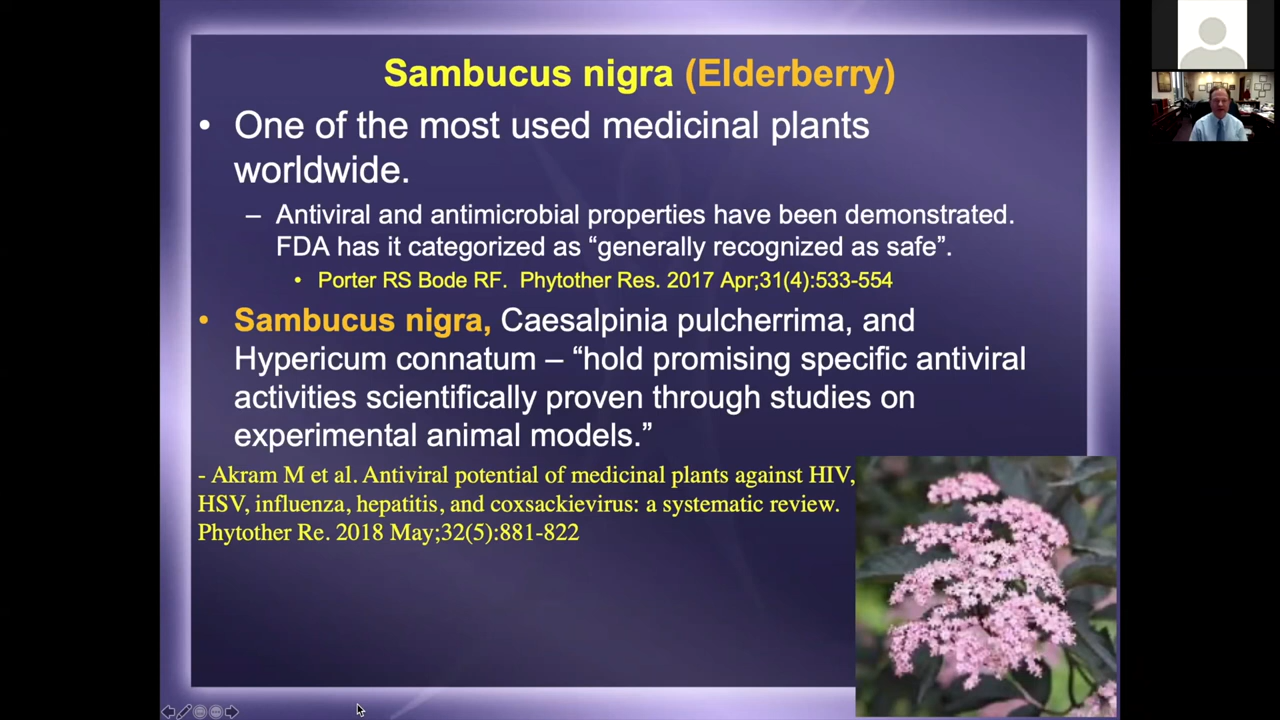 Sambucus nigra (Elderberry)
• One of the most used medicinal plants
worldwide.
– Antiviral and antimicrobial properties have been demonstrated.
FDA has it categorized as “generally recognized as safe”.
• Porter RS Bode RF. Phytother Res. 2017 Apr;31(4):533-554
• Sambucus nigra, Caesalpinia pulcherrima, and
Hypericum connatum – “hold promising specific antiviral
activities scientifically proven through studies on
experimental animal models.”
- Akram M et al. Antiviral potential of medicinal plants against HIV,
HSV, influenza, hepatitis, and coxsackievirus: a systematic review.
Phytother Re. 2018 May;32(5):881-822